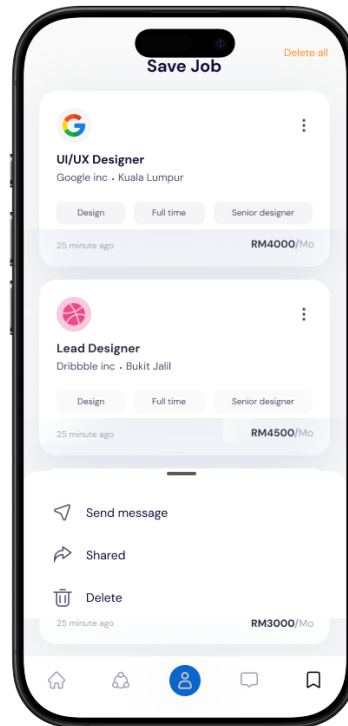 Delete all
Save Job
UI/UX Designer
Google inc • Kuala Lumpur
Design Full time Senior designer
25 minute ago RM4000/Mo
Lead Designer
Dribbble inc • Bukit Jalil
Design Full time Senior designer
25 minute ago RM4500/Mo
Send message
Shared
Delete
25 minute ago RM3000/Mo